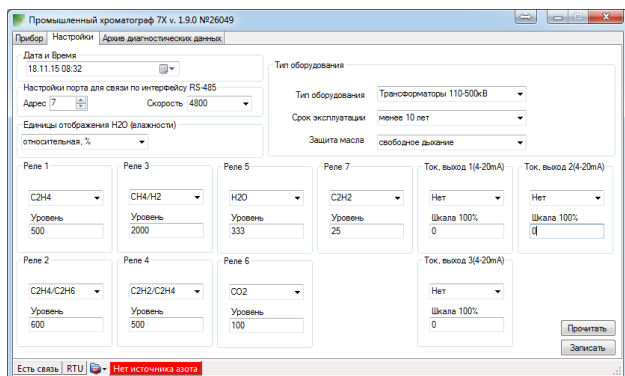 Промышленный хроматограф 7X v. 1.9.0 №26049
Прибор Настройки Архив диагностических данных
Дата и Время
18.11.15 08:32
Настройки порта для связи по интерфейсу RS-485
Адрес 7 Скорость 4800
Единицы отображения H2O (влажности)
относительная, %
Тип оборудования
Тип оборудования Трансформаторы 110-500кВ
Срок эксплуатации менее 10 лет
Защита масла свободное дыхание
Реле 1 Реле 3 Реле 5 Реле 7 Ток. выход 1(4-20mA) Ток. выход 2(4-20mA)
C2H4 CH4/H2 H2O C2H2 Нет Нет
Уровень Уровень Уровень Уровень Шкала 100% Шкала 100%
500 2000 333 25 0 0
Реле 2 Реле 4 Реле 6 Ток. выход 3(4-20mA)
C2H4/C2H6 C2H2/C2H4 CO2 Нет
Уровень Уровень Уровень Шкала 100%
600 500 100 0
Прочитать
Записать
Есть связь RTU Нет источника азота